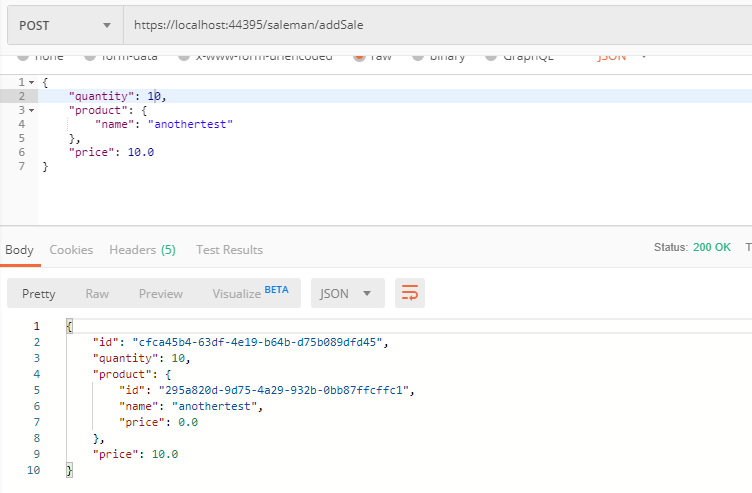 POST https://localhost:44395/saleman/addSale
none form-data x-www-form-urlencoded raw binary GraphQL JSON
1 {
2 "quantity": 10,
3 "product": {
4 "name": "anothertest"
5 },
6 "price": 10.0
7 }
Body Cookies Headers (5) Test Results Status: 200 OK T
Pretty Raw Preview Visualize BETA JSON
1 {
2 "id": "cfca45b4-63df-4e19-b64b-d75b089dfd45",
3 "quantity": 10,
4 "product": {
5 "id": "295a820d-9d75-4a29-932b-0bb87ffcffc1",
6 "name": "anothertest",
7 "price": 0.0
8 },
9 "price": 10.0
10 }